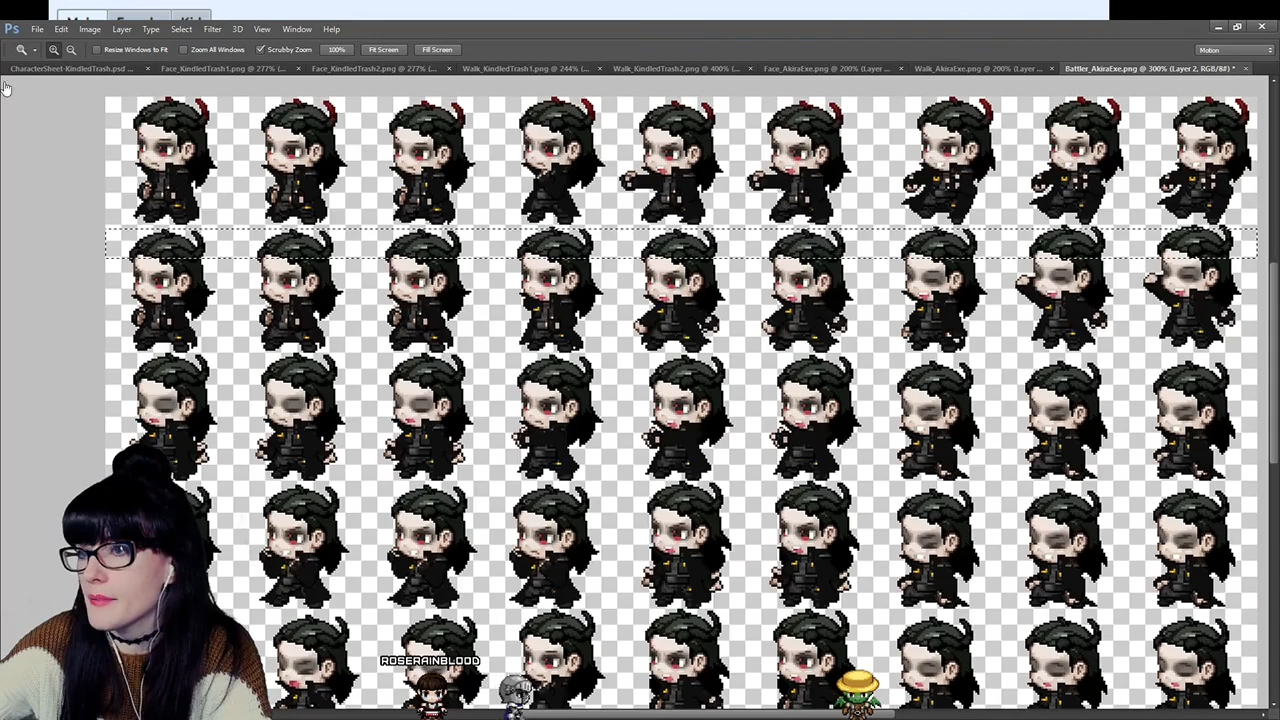 Ps File Edit Image Layer Type Select Filter 3D View Window Help
Resize Windows to Fit Zoom All Windows Scrubby Zoom 100% Fit Screen Fill Screen Motion
CharacterSheet-KindledTrash.psd ... Face_KindledTrash1.png @ 277% (... Face_KindledTrash2.png @ 277% (... Walk_KindledTrash1.png @ 244% (... Walk_KindledTrash2.png @ 400% (... Face_AkiraExe.png @ 200% (Layer ... Walk_AkiraExe.png @ 200% (Layer ... Battler_AkiraExe.png @ 300% (Layer 2, RGB/8#) *
ROSERAINBLOOD